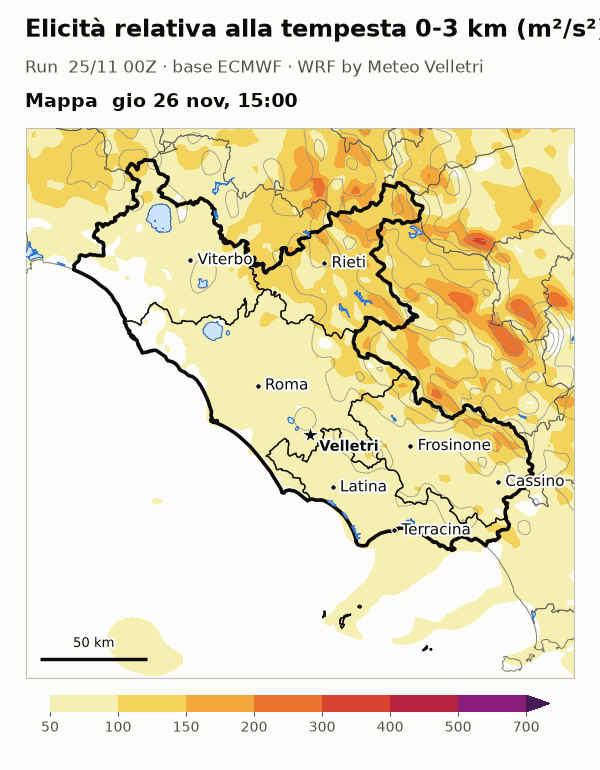 Elicità relativa alla tempesta 0-3 km (m²/s²)
Run  25/11 00Z · base ECMWF · WRF by Meteo Velletri
Mappa  gio 26 nov, 15:00
Viterbo
Rieti
Roma
Velletri
Frosinone
Latina
Cassino
Terracina
50 km
50 100 150 200 300 400 500 700